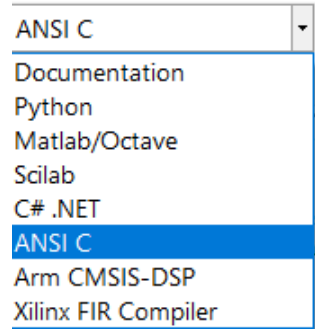 ANSI C
Documentation
Python
Matlab/Octave
Scilab
C# .NET
ANSI C
Arm CMSIS-DSP
Xilinx FIR Compiler